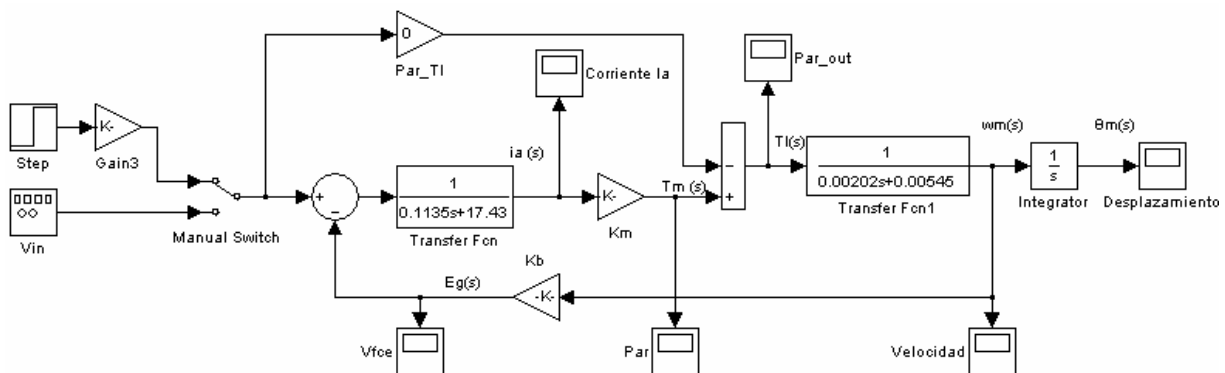 0
Par_Tl
Corriente Ia
Par_out
Step
K-
Gain3
ia (s)
Tl(s)
wm(s)
θm(s)
Vin
Manual Switch
+
−
1
0.1135s+17.43
Transfer Fcn
K-
Km
Tm (s)
−
+
1
0.00202s+0.00545
Transfer Fcn1
1
s
Integrator
Desplazamiento
Eg(s)
Kb
-K-
Vfce
Par
Velocidad